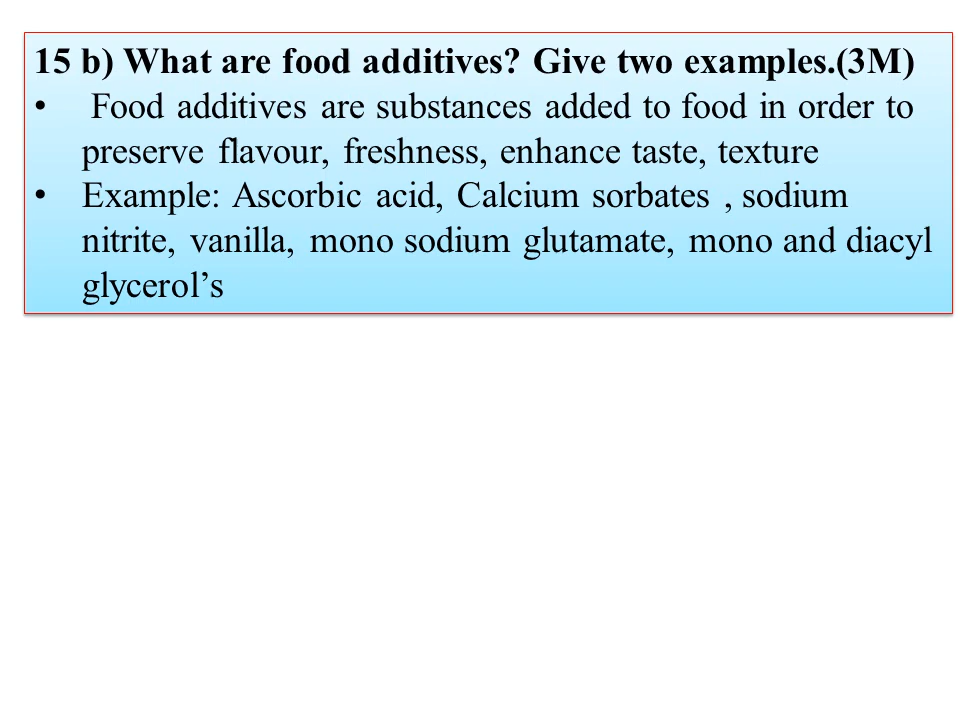 15 b) What are food additives? Give two examples.(3M)
• Food additives are substances added to food in order to
preserve flavour, freshness, enhance taste, texture
• Example: Ascorbic acid, Calcium sorbates , sodium
nitrite, vanilla, mono sodium glutamate, mono and diacyl
glycerol’s